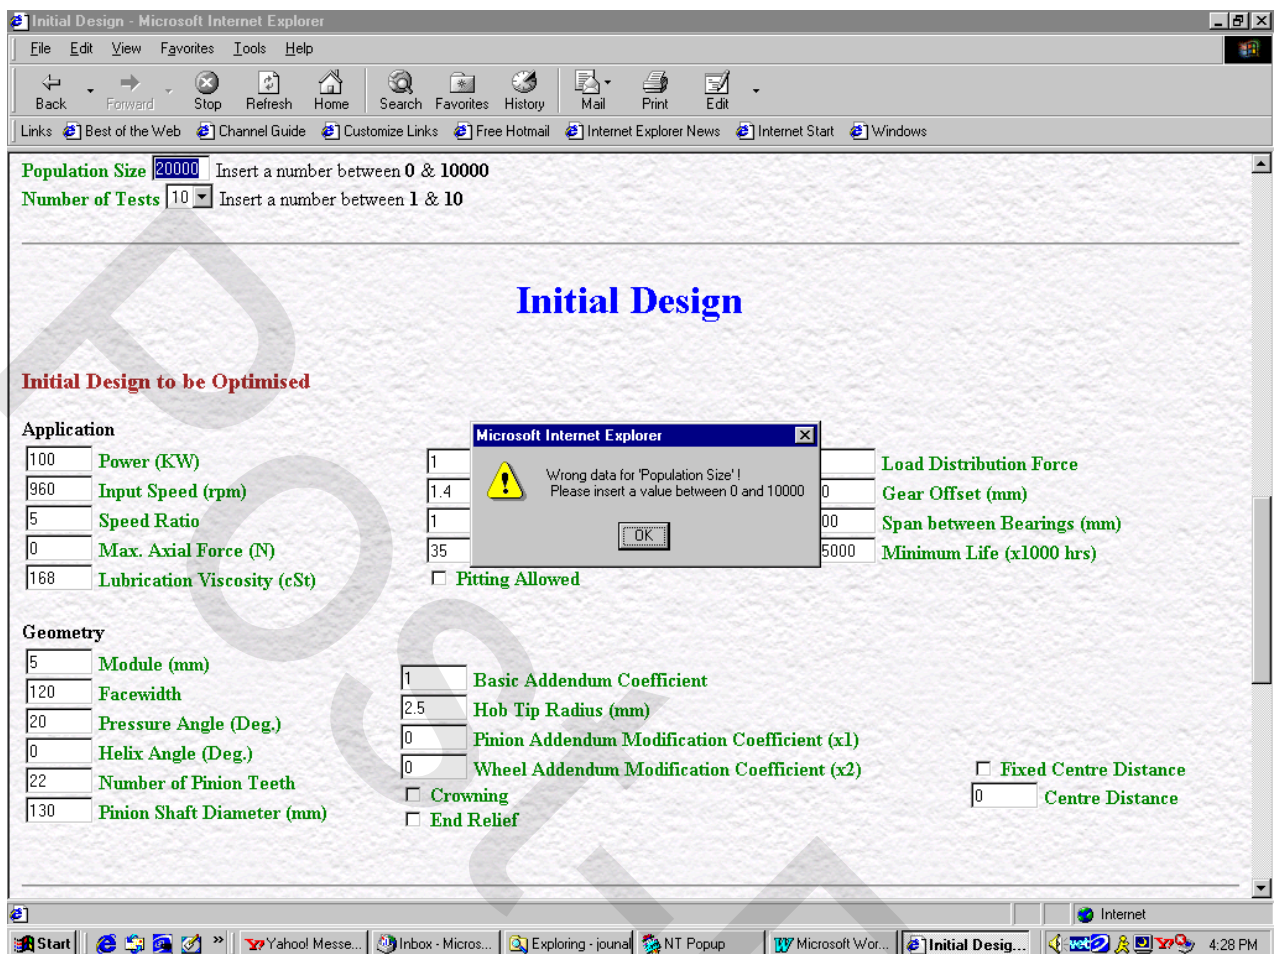 Initial Design - Microsoft Internet Explorer
File Edit View Favorites Tools Help
Back Forward Stop Refresh Home Search Favorites History Mail Print Edit
Links Best of the Web Channel Guide Customize Links Free Hotmail Internet Explorer News Internet Start Windows
Population Size 20000 Insert a number between 0 & 10000
Number of Tests 10 Insert a number between 1 & 10
Initial Design
Initial Design to be Optimised
Application
100 Power (KW) 1 Load Distribution Force
960 Input Speed (rpm) 1.4 0 Gear Offset (mm)
5 Speed Ratio 1 00 Span between Bearings (mm)
0 Max. Axial Force (N) 35 5000 Minimum Life (x1000 hrs)
168 Lubrication Viscosity (cSt) Pitting Allowed
Microsoft Internet Explorer
Wrong data for 'Population Size' !
Please insert a value between 0 and 10000
OK
Geometry
5 Module (mm) 1 Basic Addendum Coefficient
120 Facewidth 2.5 Hob Tip Radius (mm)
20 Pressure Angle (Deg.) 0 Pinion Addendum Modification Coefficient (x1)
0 Helix Angle (Deg.) 0 Wheel Addendum Modification Coefficient (x2) Fixed Centre Distance
22 Number of Pinion Teeth Crowning 0 Centre Distance
130 Pinion Shaft Diameter (mm) End Relief
Internet
Start » Yahoo! Messe... Inbox - Micros... Exploring - jounal NT Popup Microsoft Wor... Initial Desig... 4:28 PM